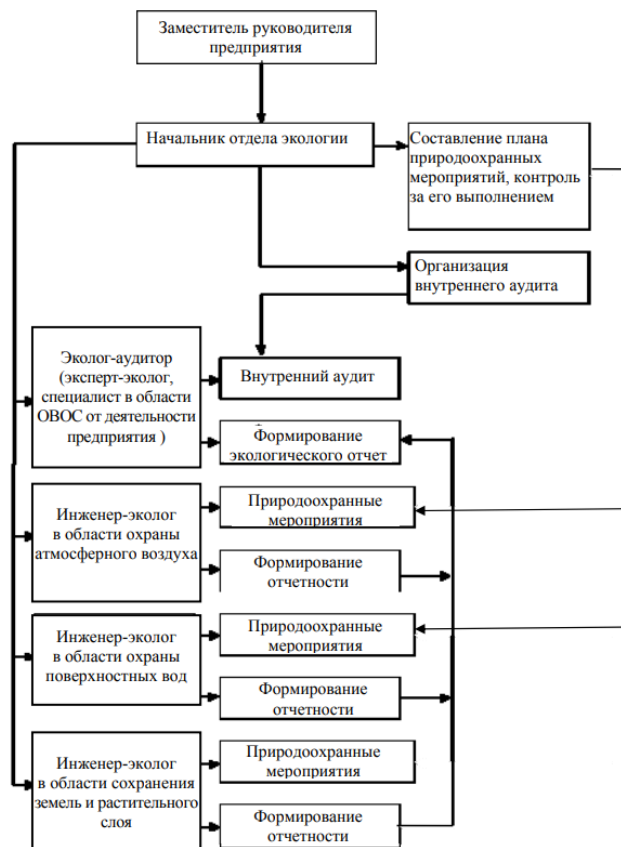 Заместитель руководителя
предприятия
Начальник отдела экологии
Составление плана
природоохранных
мероприятий, контроль
за его выполнением
Организация
внутреннего аудита
Эколог-аудитор
(эксперт-эколог,
специалист в области
ОВОС от деятельности
предприятия )
Внутренний аудит
Формирование
экологического отчет
Инженер-эколог
в области охраны
атмосферного воздуха
Природоохранные
мероприятия
Формирование
отчетности
Инженер-эколог
в области охраны
поверхностных вод
Природоохранные
мероприятия
Формирование
отчетности
Инженер-эколог
в области сохранения
земель и растительного
слоя
Природоохранные
мероприятия
Формирование
отчетности